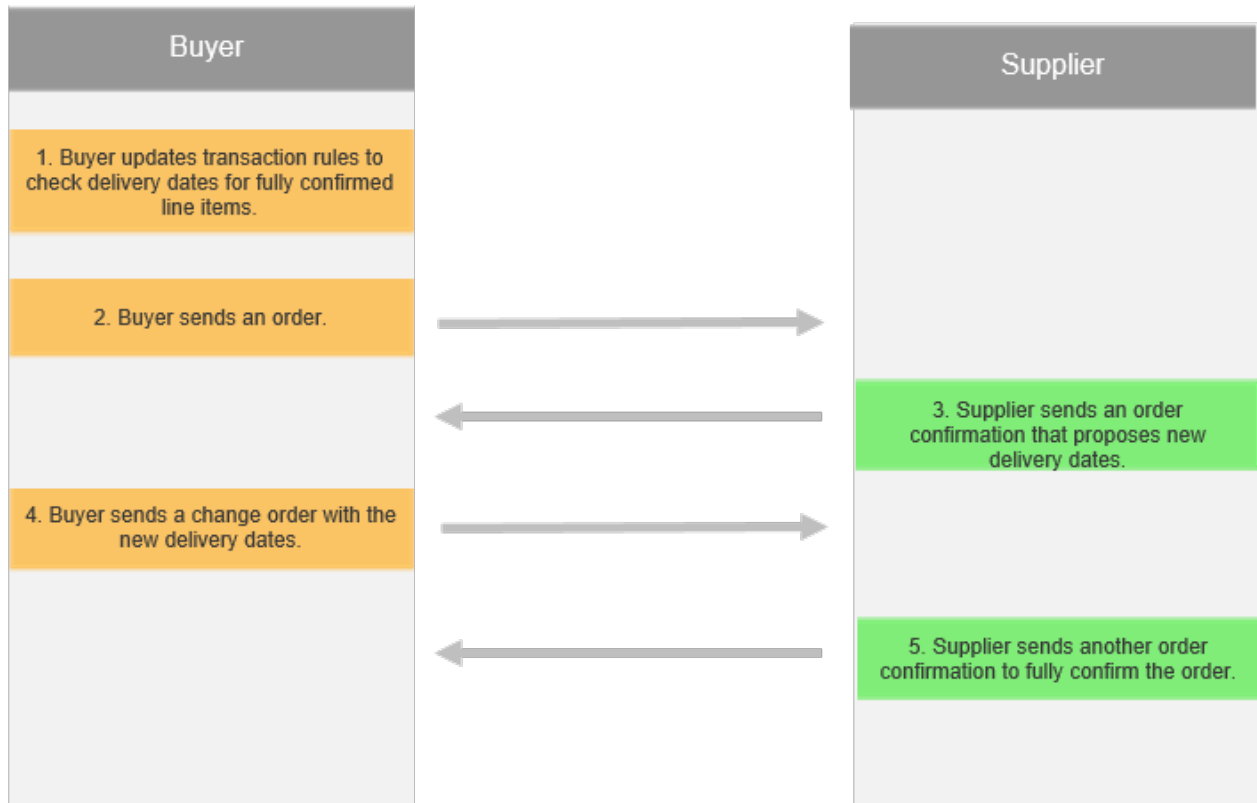 Buyer
Supplier
1. Buyer updates transaction rules to
check delivery dates for fully confirmed
line items.
2. Buyer sends an order.
3. Supplier sends an order
confirmation that proposes new
delivery dates.
4. Buyer sends a change order with the
new delivery dates.
5. Supplier sends another order
confirmation to fully confirm the order.